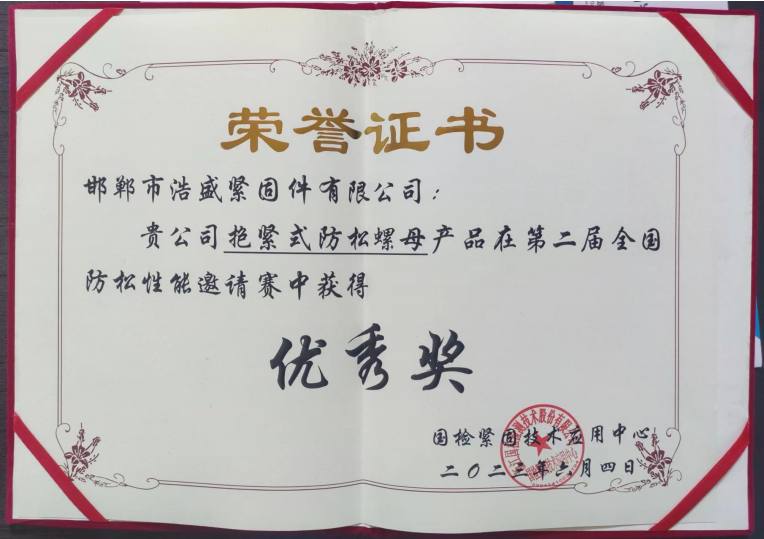 荣誉证书
邯郸市浩盛紧固件有限公司：
贵公司抱紧式防松螺母产品在第二届全国
防松性能邀请赛中获得
优秀奖
国检紧固技术应用中心
二〇二三年六月四日